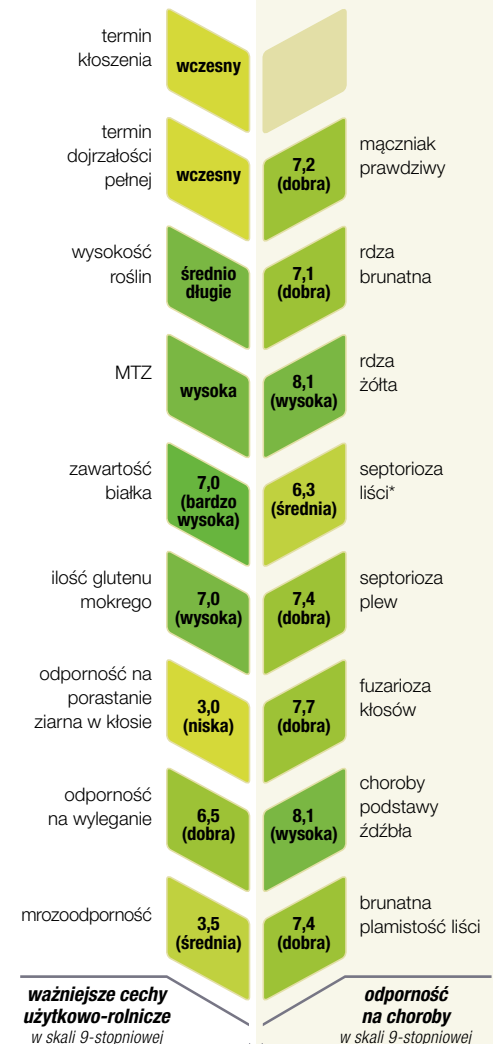 termin
kłoszenia
wczesny
termin
dojrzałości
pełnej
wczesny
7,2
(dobra)
mączniak
prawdziwy
wysokość
roślin
średnio
długie
7,1
(dobra)
rdza
brunatna
MTZ
wysoka
8,1
(wysoka)
rdza
żółta
zawartość
białka
7,0
(bardzo
wysoka)
6,3
(średnia)
septorioza
liści*
ilość glutenu
mokrego
7,0
(wysoka)
7,4
(dobra)
septorioza
plew
odporność na
porastanie
ziarna w kłosie
3,0
(niska)
7,7
(dobra)
fuzarioza
kłosów
odporność
na wyleganie
6,5
(dobra)
8,1
(wysoka)
choroby
podstawy
źdźbła
mrozoodporność
3,5
(średnia)
7,4
(dobra)
brunatna
plamistość liści
ważniejsze cechy
użytkowo-rolnicze
w skali 9-stopniowej
odporność
na choroby
w skali 9-stopniowej